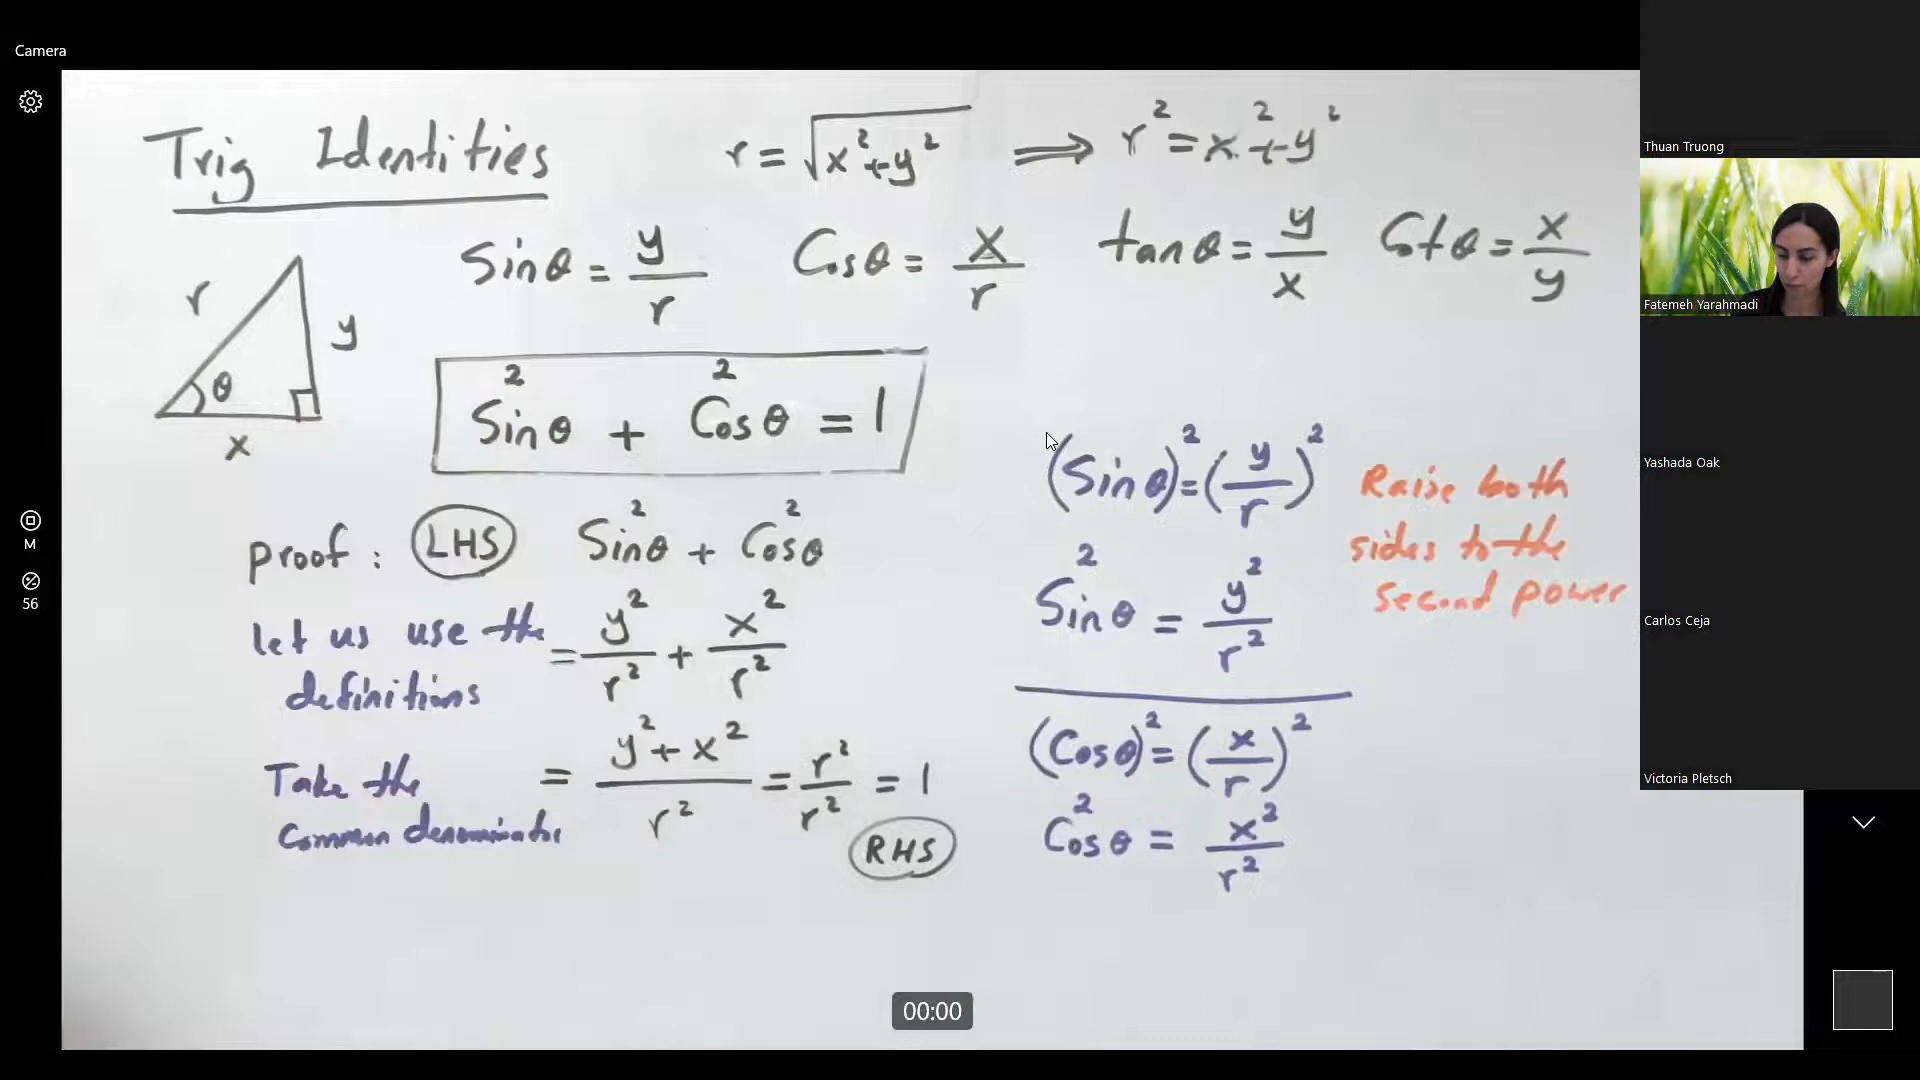 Camera
Trig Identities
r = √x²+y² ⟹ r² = x²+y²
Sinθ = y/r Cosθ = x/r tanθ = y/x Cotθ = x/y
r
y
θ
x
Sin²θ + Cos²θ = 1
proof : LHS Sin²θ + Cos²θ
let us use the
definitions
= y²/r² + x²/r²
Take the
Common denominator
= y²+x²/r² = r²/r² = 1
RHS
(Sinθ)² = (y/r)²
Sin²θ = y²/r²
Raise both
sides to the
second power
(Cosθ)² = (x/r)²
Cos²θ = x²/r²
M
56
00:00
Thuan Truong
Fatemeh Yarahmadi
Yashada Oak
Carlos Ceja
Victoria Pletsch